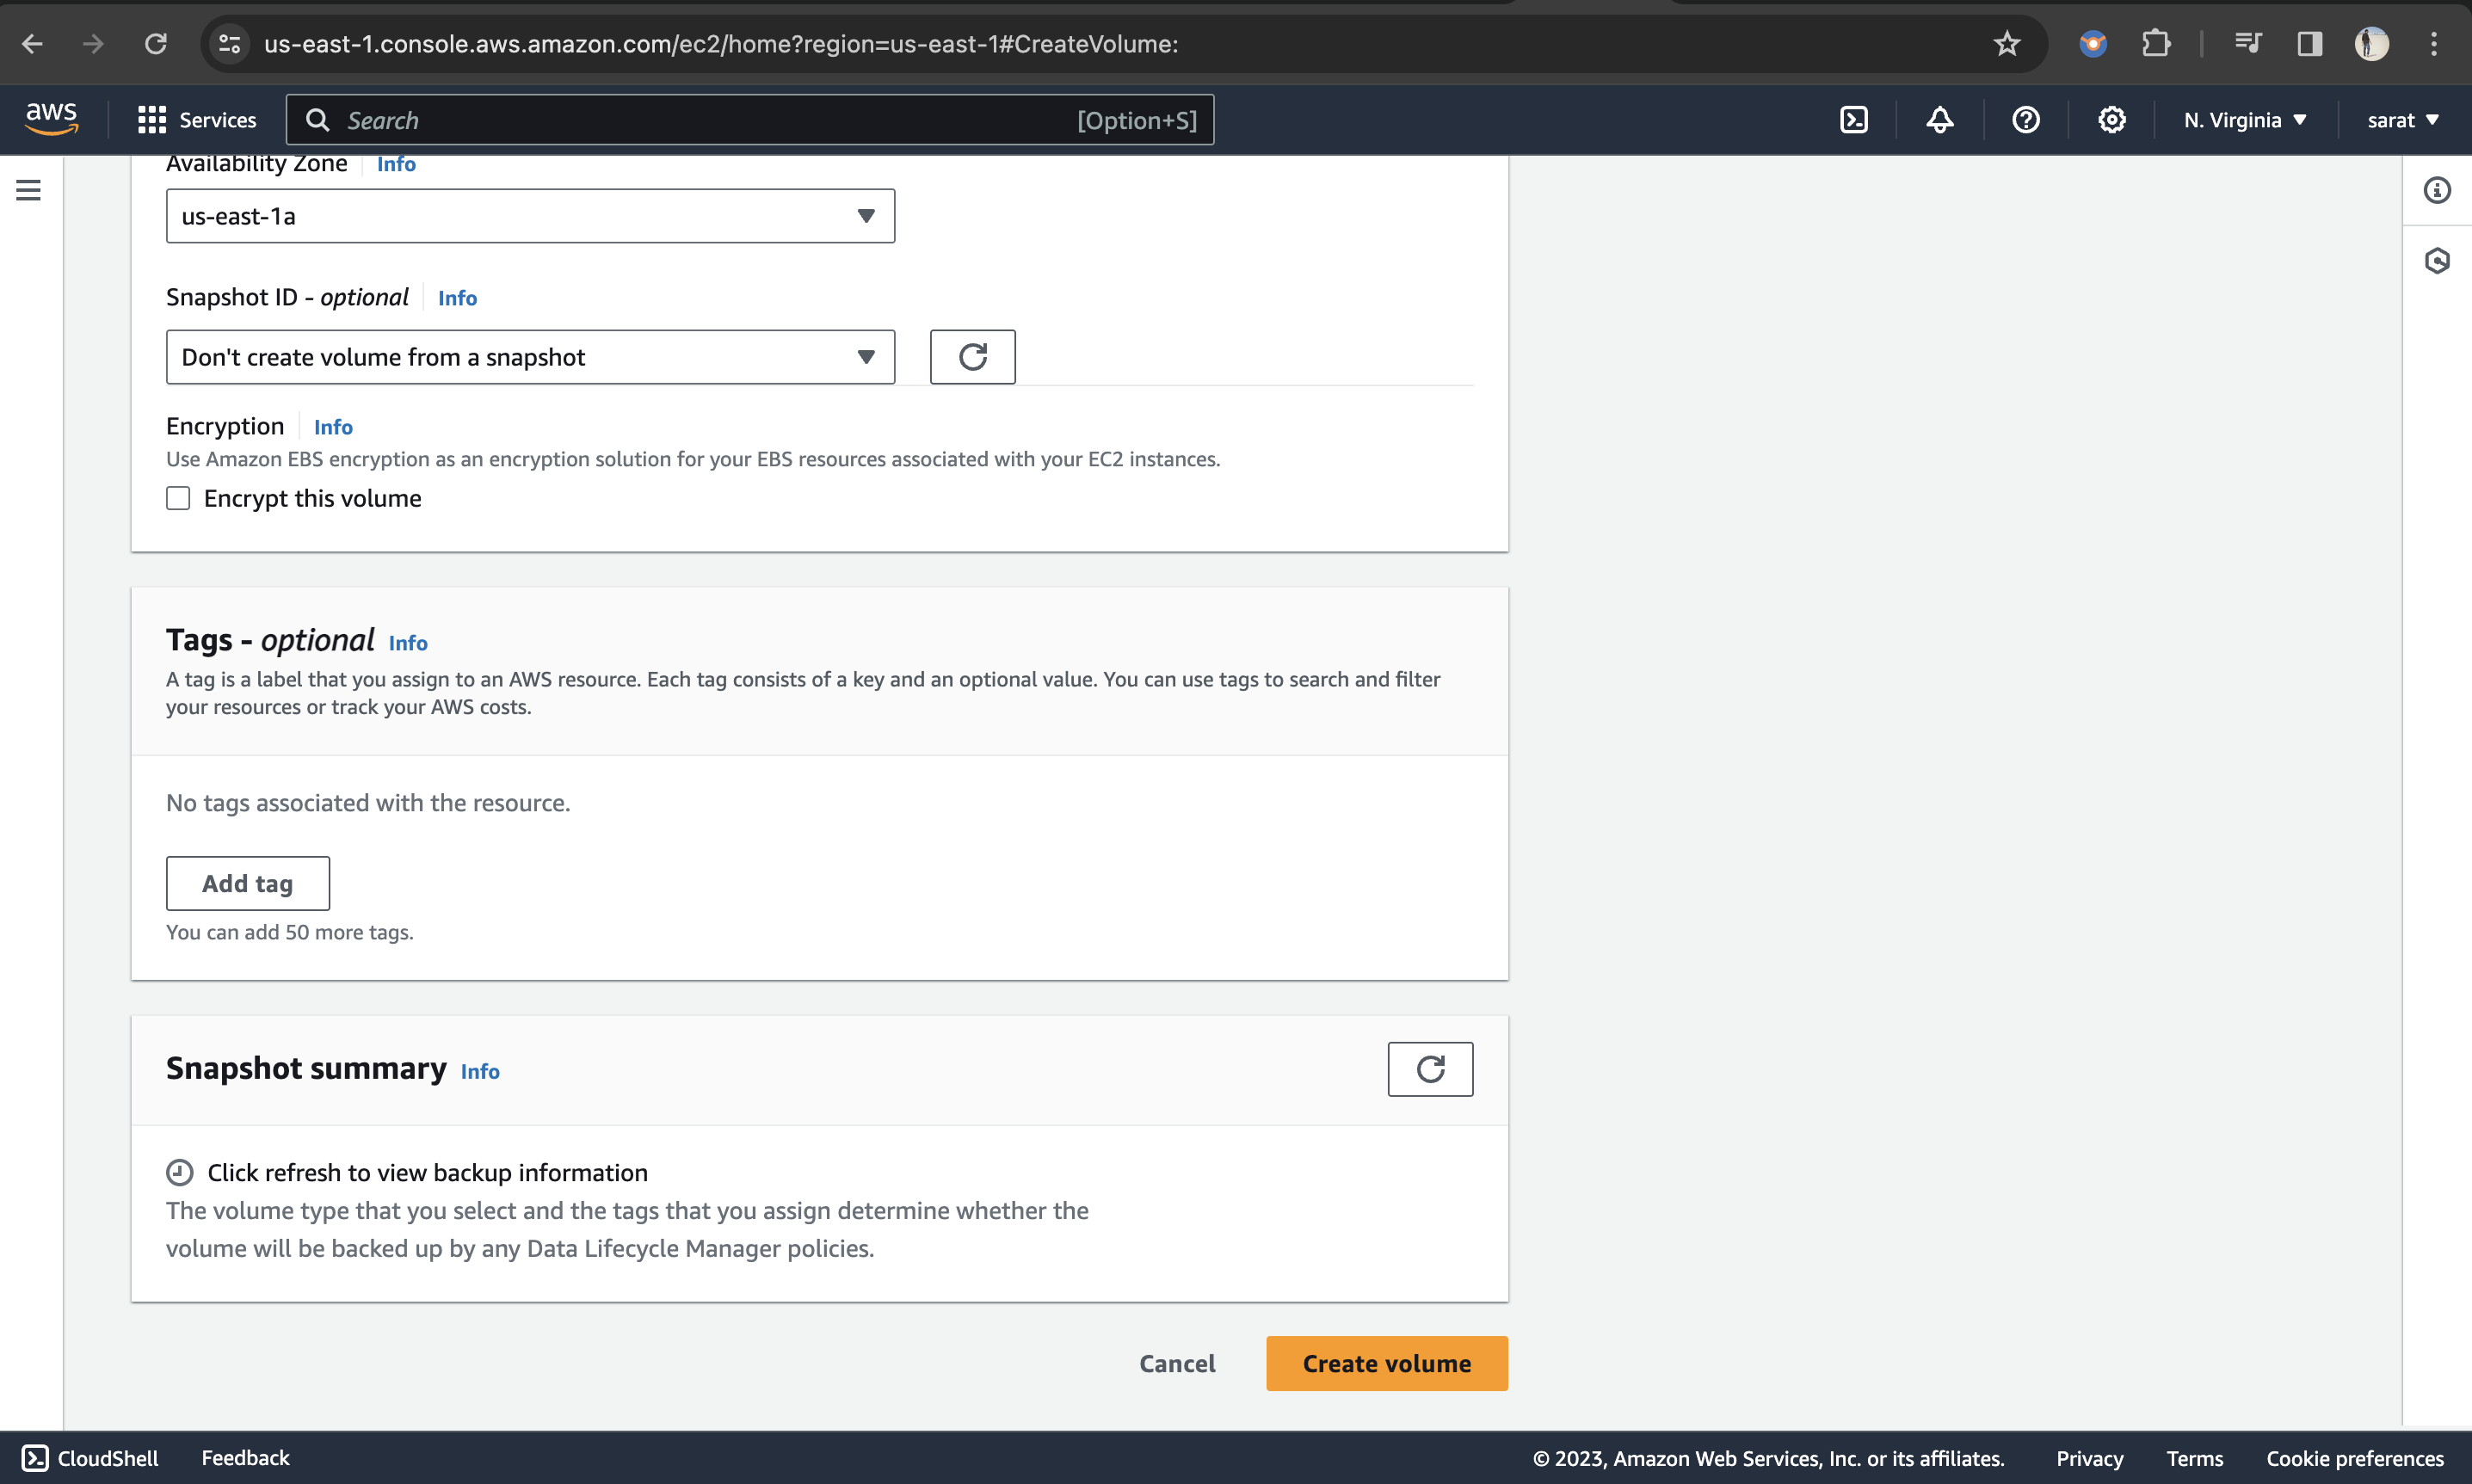 us-east-1.console.aws.amazon.com/ec2/home?region=us-east-1#CreateVolume:
aws Services Search [Option+S] N. Virginia sarat
Availability Zone Info
us-east-1a
Snapshot ID - optional Info
Don't create volume from a snapshot
Encryption Info
Use Amazon EBS encryption as an encryption solution for your EBS resources associated with your EC2 instances.
Encrypt this volume
Tags - optional Info
A tag is a label that you assign to an AWS resource. Each tag consists of a key and an optional value. You can use tags to search and filter
your resources or track your AWS costs.
No tags associated with the resource.
Add tag
You can add 50 more tags.
Snapshot summary Info
Click refresh to view backup information
The volume type that you select and the tags that you assign determine whether the
volume will be backed up by any Data Lifecycle Manager policies.
Cancel Create volume
CloudShell Feedback © 2023, Amazon Web Services, Inc. or its affiliates. Privacy Terms Cookie preferences